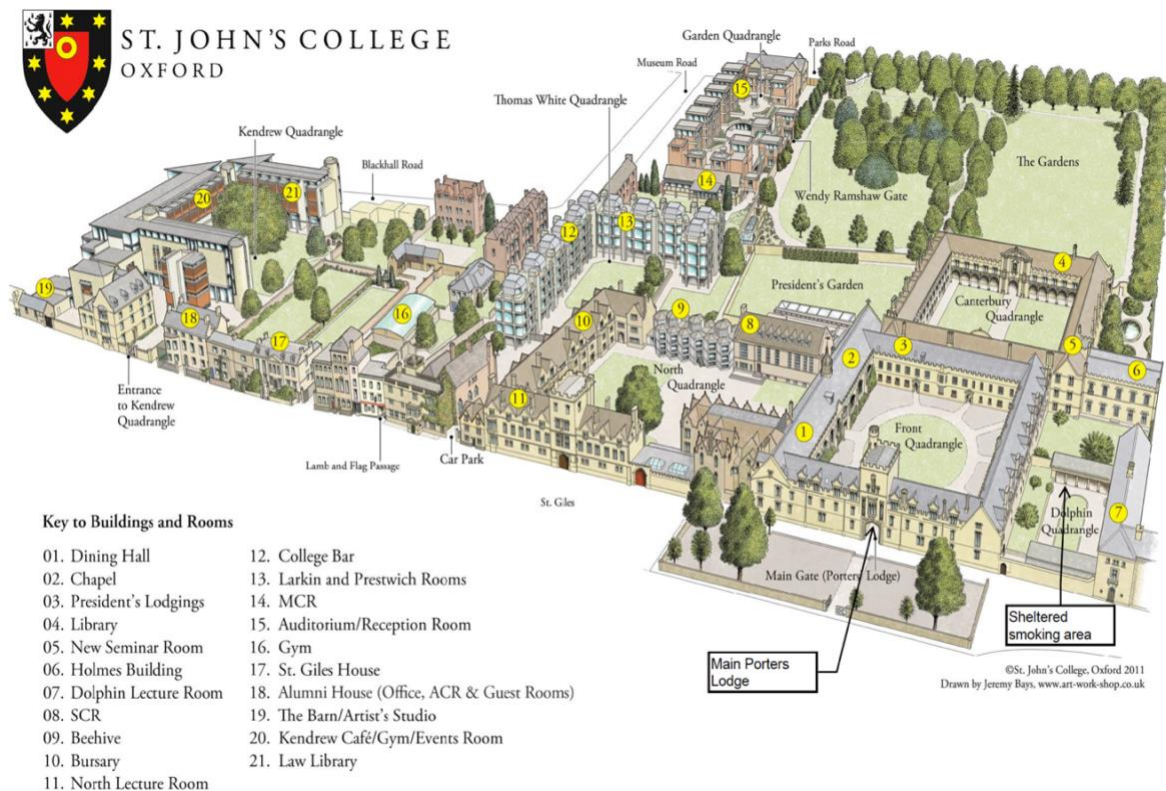 ST. JOHN'S COLLEGE
OXFORD
Garden Quadrangle
Parks Road
Museum Road
Thomas White Quadrangle
Kendrew Quadrangle
Blackhall Road
The Gardens
Wendy Ramshaw Gate
President's Garden
Canterbury
Quadrangle
North
Quadrangle
Front
Quadrangle
Dolphin
Quadrangle
Entrance
to Kendrew
Quadrangle
Lamb and Flag Passage
Car Park
St. Giles
Main Gate (Porters' Lodge)
Sheltered
smoking area
Main Porters
Lodge
15
14
13
12
21
20
19
18
17
16
11
10
9
8
4
3
2
1
5
6
7
©St. John's College, Oxford 2011
Drawn by Jeremy Bays, www.art-work-shop.co.uk
Key to Buildings and Rooms
01. Dining Hall
02. Chapel
03. President's Lodgings
04. Library
05. New Seminar Room
06. Holmes Building
07. Dolphin Lecture Room
08. SCR
09. Beehive
10. Bursary
11. North Lecture Room
12. College Bar
13. Larkin and Prestwich Rooms
14. MCR
15. Auditorium/Reception Room
16. Gym
17. St. Giles House
18. Alumni House (Office, ACR & Guest Rooms)
19. The Barn/Artist's Studio
20. Kendrew Café/Gym/Events Room
21. Law Library